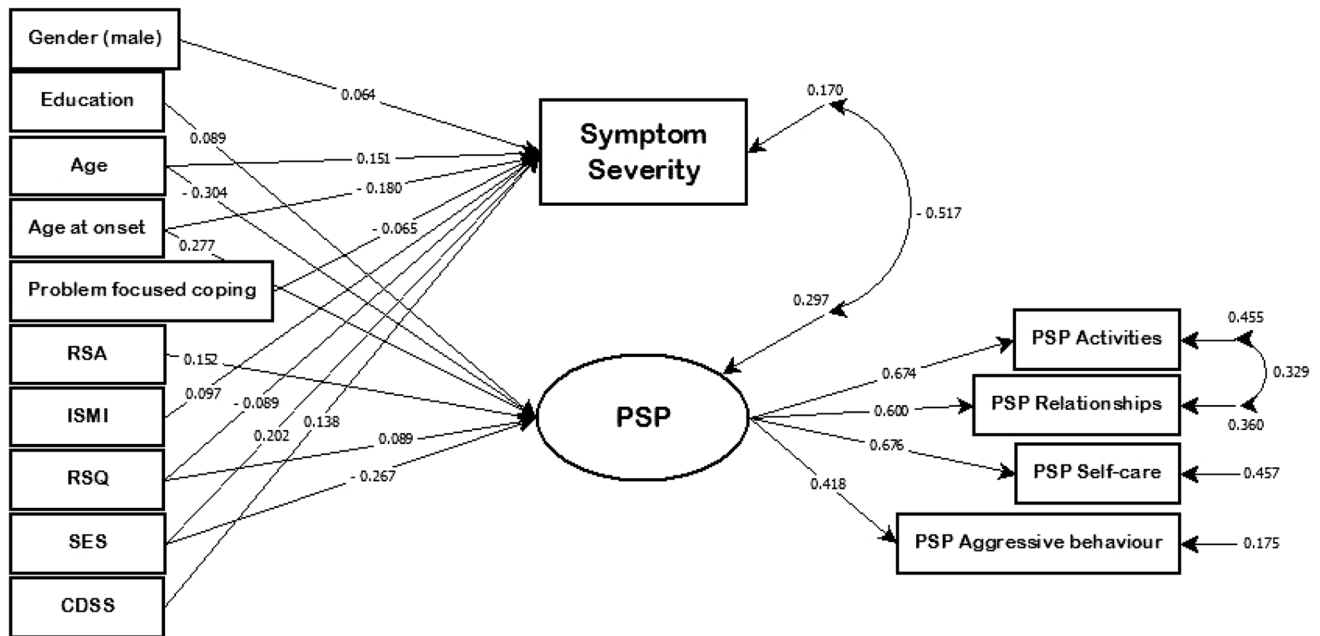 Gender (male)
Education
Age
Age at onset
Problem focused coping
RSA
ISMI
RSQ
SES
CDSS
0.064
0.089
0.151
- 0.304
- 0.180
0.277
- 0.065
0.152
0.097
- 0.089
0.202
0.138
0.089
- 0.267
Symptom
Severity
0.170
- 0.517
0.297
PSP
0.674
0.600
0.676
0.418
PSP Activities
PSP Relationships
PSP Self-care
PSP Aggressive behaviour
0.455
0.329
0.360
0.457
0.175